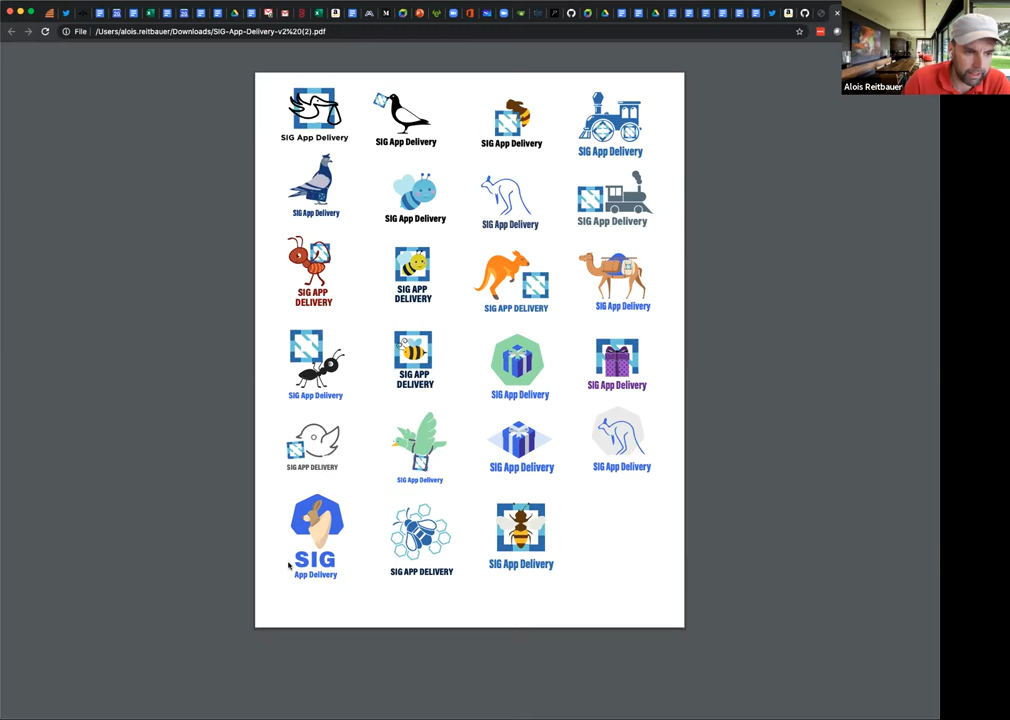 File
/Users/alois.reitbauer/Downloads/SIG-App-Delivery-v2%20(2).pdf
Alois Reitbauer
SIG App Delivery
SIG App Delivery
SIG App Delivery
SIG App Delivery
SIG App Delivery
SIG App Delivery
SIG App Delivery
SIG App Delivery
SIG APP
DELIVERY
SIG APP
DELIVERY
SIG APP DELIVERY
SIG App Delivery
SIG App Delivery
SIG APP
DELIVERY
SIG App Delivery
SIG App Delivery
SIG APP DELIVERY
SIG App Delivery
SIG App Delivery
SIG App Delivery
SIG
App Delivery
SIG APP DELIVERY
SIG App Delivery